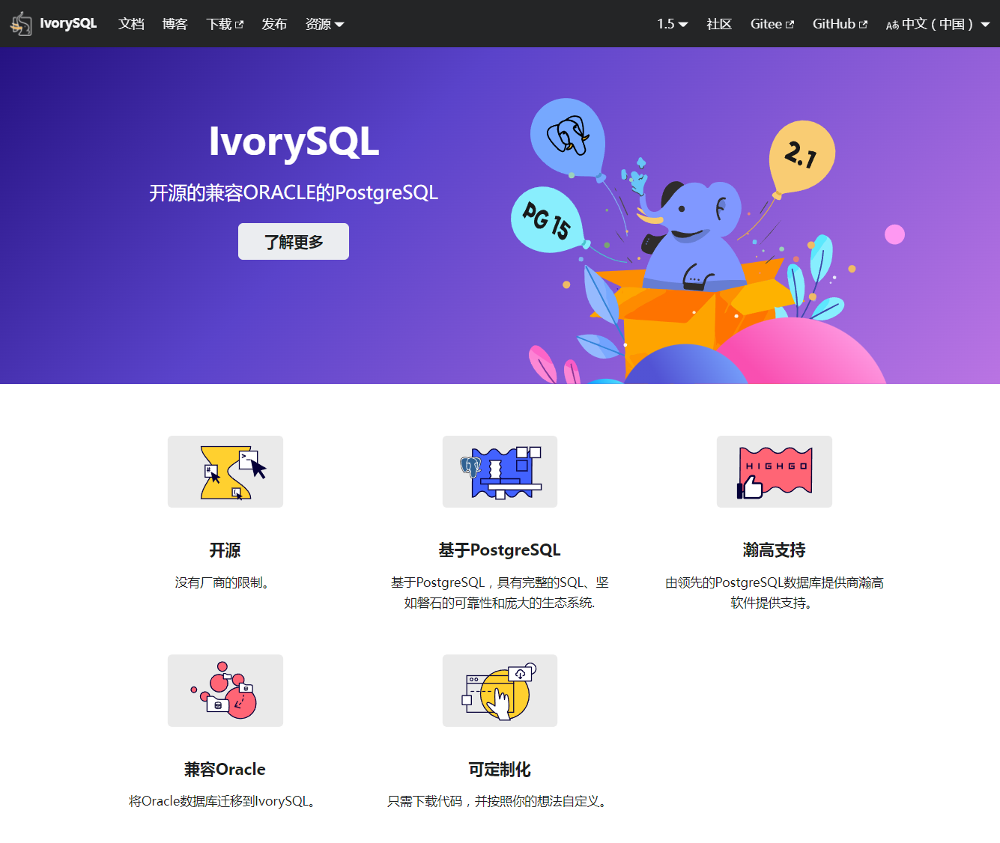 IvorySQL 文档 博客 下载 发布 资源 1.5 社区 Gitee GitHub 中文（中国）
IvorySQL
开源的兼容ORACLE的PostgreSQL
了解更多
2.1
PG 15
HIGHGO
开源
没有厂商的限制。
基于PostgreSQL
基于PostgreSQL，具有完整的SQL、坚
如磐石的可靠性和庞大的生态系统.
瀚高支持
由领先的PostgreSQL数据库提供商瀚高
软件提供支持。
兼容Oracle
将Oracle数据库迁移到IvorySQL。
可定制化
只需下载代码，并按照你的想法自定义。